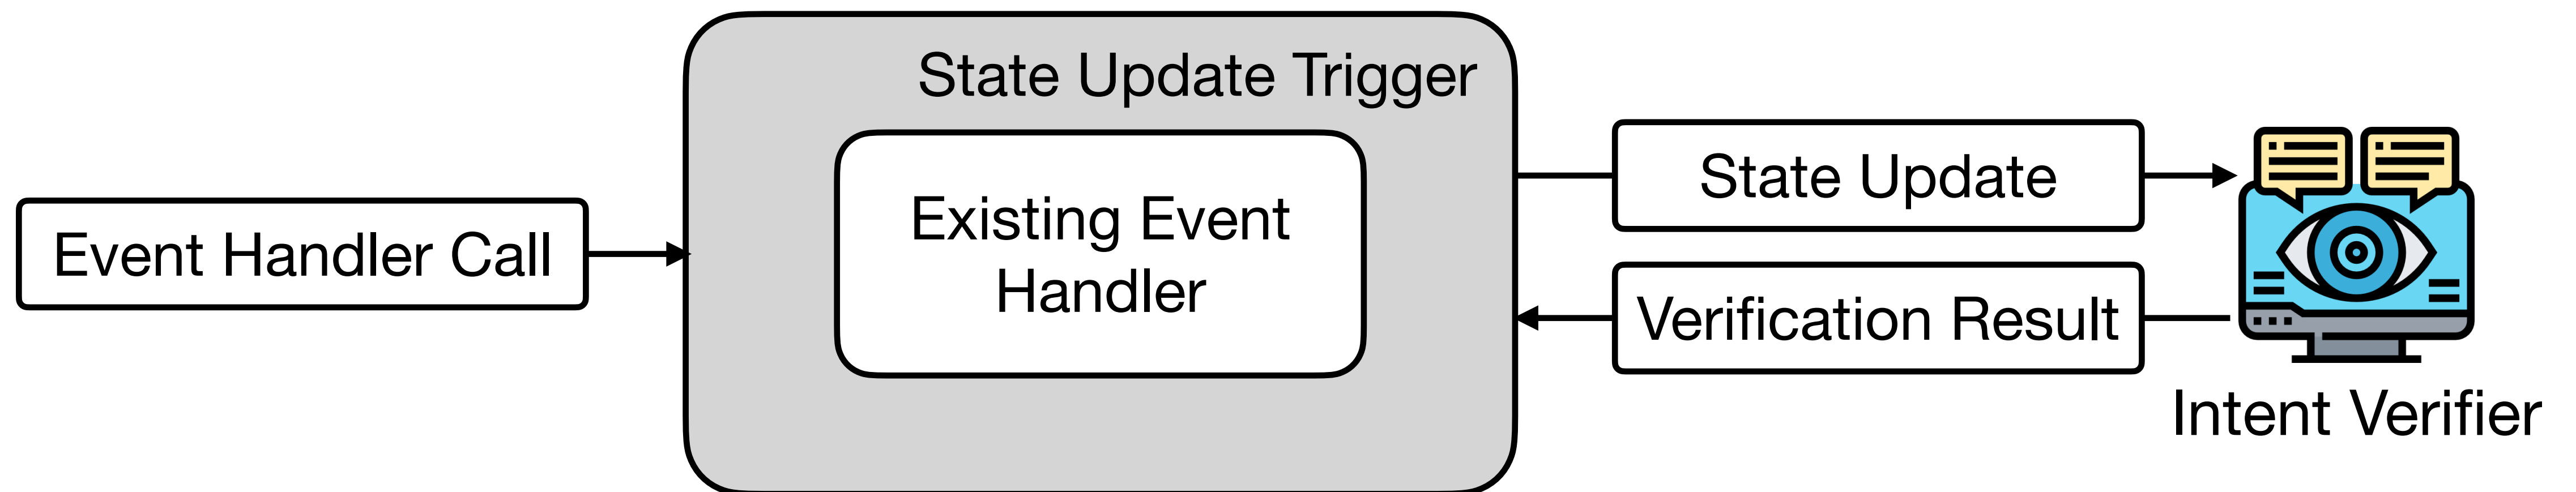 State Update Trigger
Event Handler Call
Existing Event
Handler
State Update
Verification Result
Intent Verifier